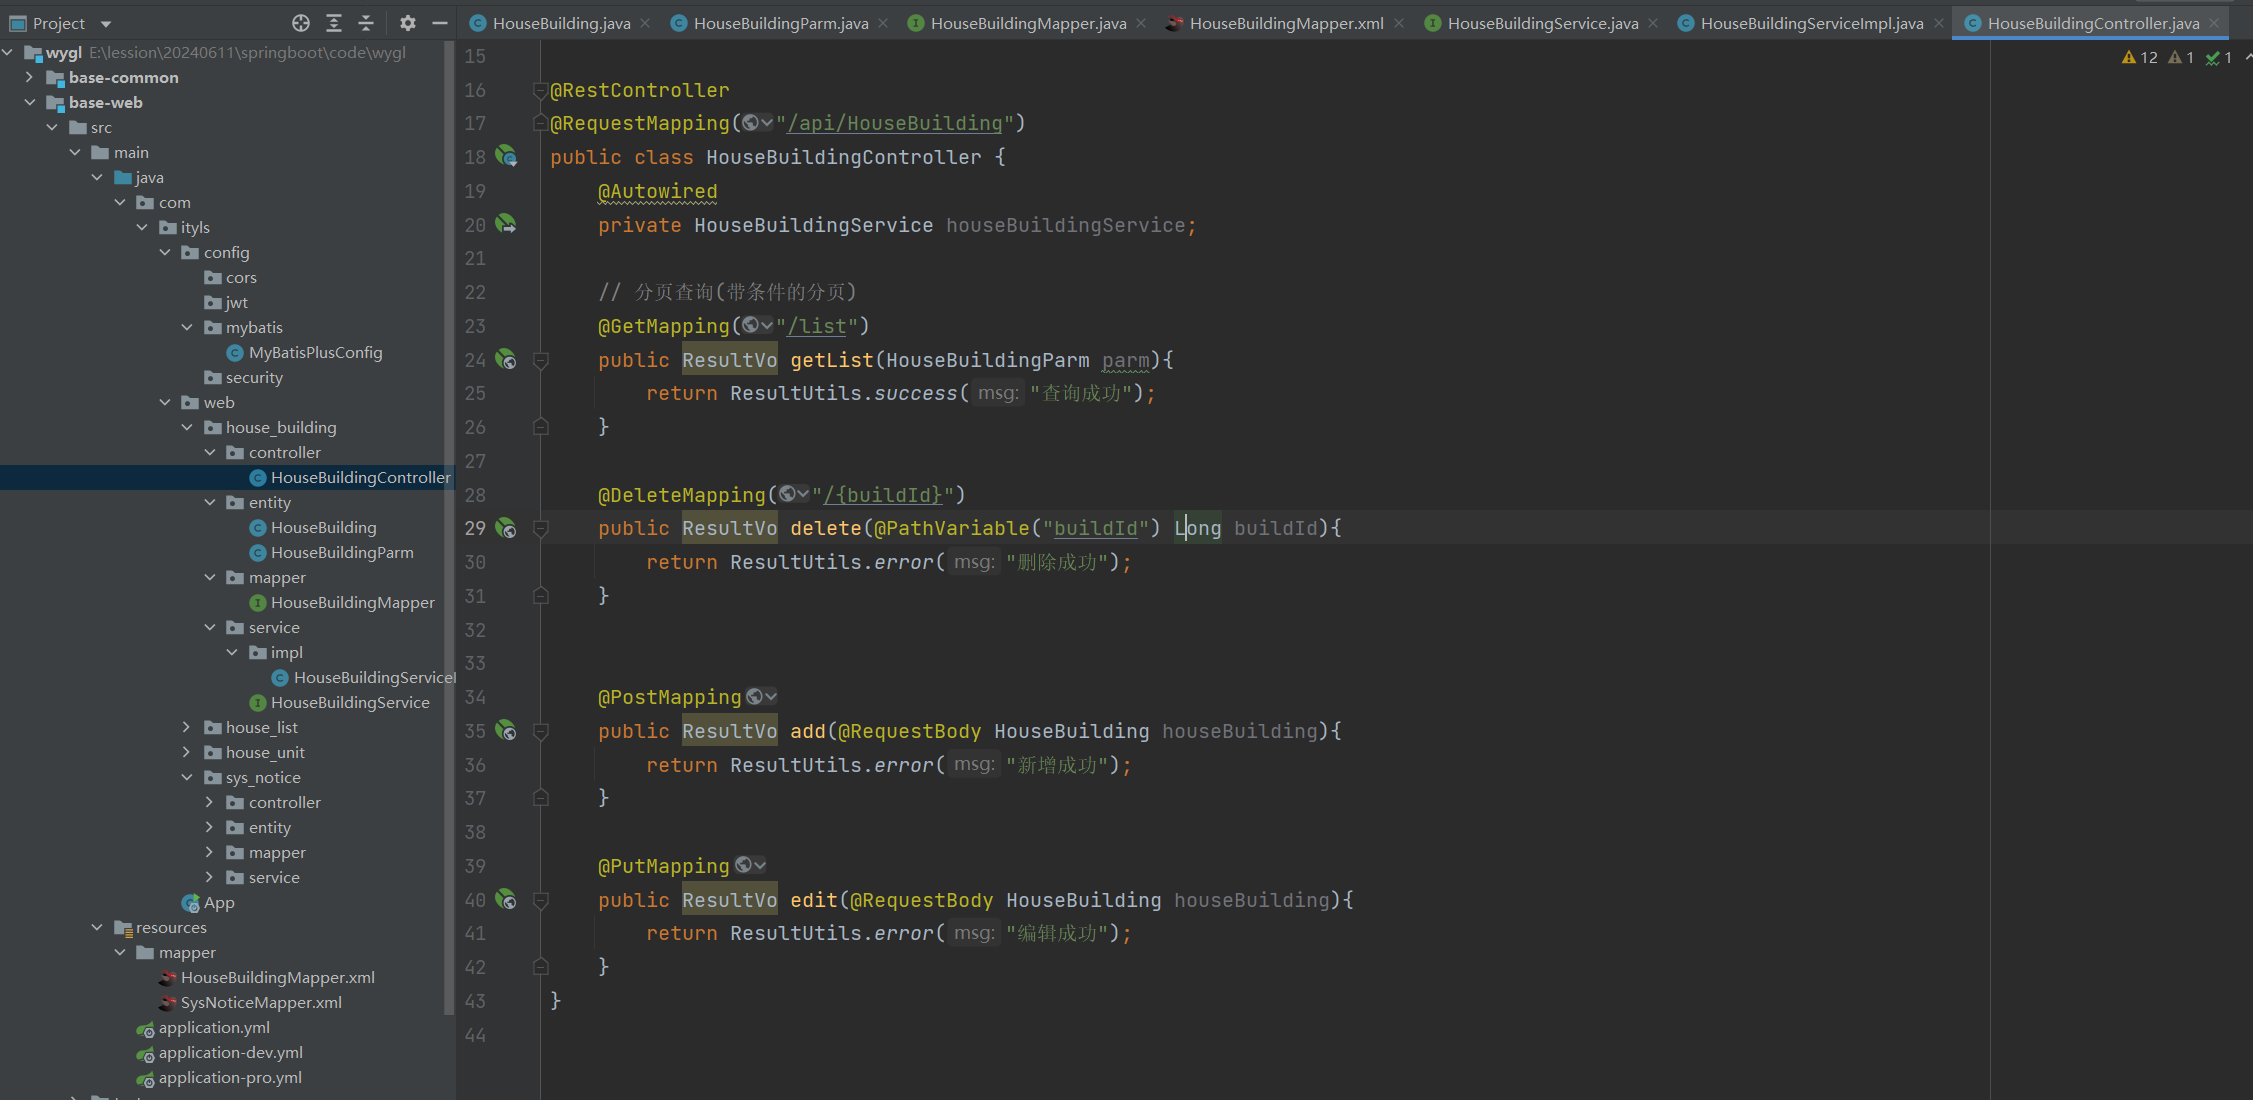 Project
HouseBuilding.java
HouseBuildingParm.java
HouseBuildingMapper.java
HouseBuildingMapper.xml
HouseBuildingService.java
HouseBuildingServiceImpl.java
HouseBuildingController.java
wygl E:\lession\20240611\springboot\code\wygl
base-common
base-web
src
main
java
com
ityls
config
cors
jwt
mybatis
MyBatisPlusConfig
security
web
house_building
controller
HouseBuildingController
entity
HouseBuilding
HouseBuildingParm
mapper
HouseBuildingMapper
service
impl
HouseBuildingServiceI
HouseBuildingService
house_list
house_unit
sys_notice
controller
entity
mapper
service
App
resources
mapper
HouseBuildingMapper.xml
SysNoticeMapper.xml
application.yml
application-dev.yml
application-pro.yml
12 1 1
15
16 @RestController
17 @RequestMapping("/api/HouseBuilding")
18 public class HouseBuildingController {
19 @Autowired
20 private HouseBuildingService houseBuildingService;
21
22 // 分页查询(带条件的分页)
23 @GetMapping("/list")
24 public ResultVo getList(HouseBuildingParm parm){
25 return ResultUtils.success( msg: "查询成功");
26 }
27
28 @DeleteMapping("/{buildId}")
29 public ResultVo delete(@PathVariable("buildId") Long buildId){
30 return ResultUtils.error( msg: "删除成功");
31 }
32
33
34 @PostMapping
35 public ResultVo add(@RequestBody HouseBuilding houseBuilding){
36 return ResultUtils.error( msg: "新增成功");
37 }
38
39 @PutMapping
40 public ResultVo edit(@RequestBody HouseBuilding houseBuilding){
41 return ResultUtils.error( msg: "编辑成功");
42 }
43 }
44